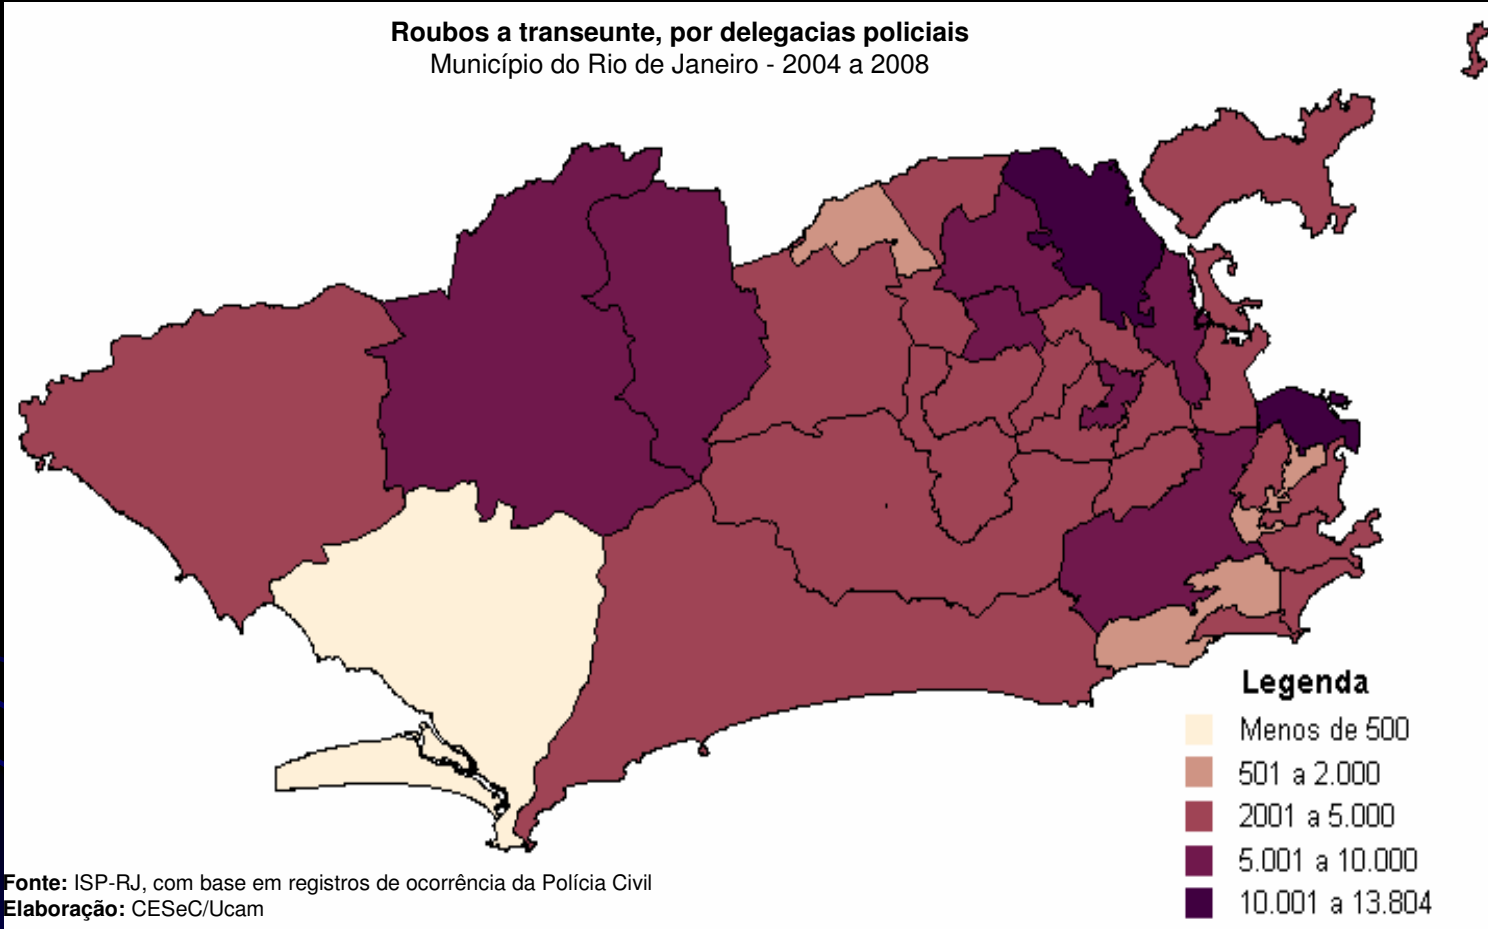 Roubos a transeunte, por delegacias policiais
Município do Rio de Janeiro - 2004 a 2008
Legenda
Menos de 500
501 a 2.000
2001 a 5.000
5.001 a 10.000
10.001 a 13.804
Fonte: ISP-RJ, com base em registros de ocorrência da Polícia Civil
Elaboração: CESeC/Ucam